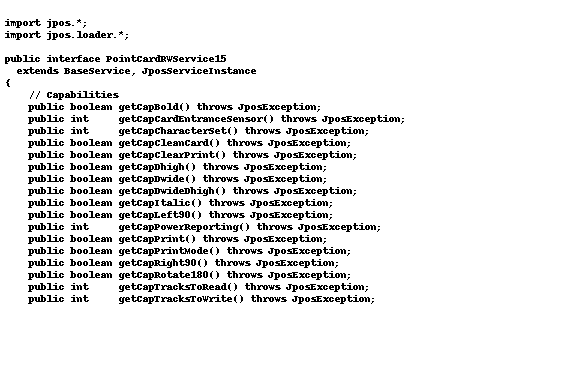 import jpos.*;
import jpos.loader.*;

public interface PointCardRWService15
  extends BaseService, JposServiceInstance
{
    // Capabilities
    public boolean getCapBold() throws JposException;
    public int     getCapCardEntranceSensor() throws JposException;
    public int     getCapCharacterSet() throws JposException;
    public boolean getCapCleanCard() throws JposException;
    public boolean getCapClearPrint() throws JposException;
    public boolean getCapDhigh() throws JposException;
    public boolean getCapDwide() throws JposException;
    public boolean getCapDwideDhigh() throws JposException;
    public boolean getCapItalic() throws JposException;
    public boolean getCapLeft90() throws JposException;
    public int     getCapPowerReporting() throws JposException;
    public boolean getCapPrint() throws JposException;
    public boolean getCapPrintMode() throws JposException;
    public boolean getCapRight90() throws JposException;
    public boolean getCapRotate180() throws JposException;
    public int     getCapTracksToRead() throws JposException;
    public int     getCapTracksToWrite() throws JposException;